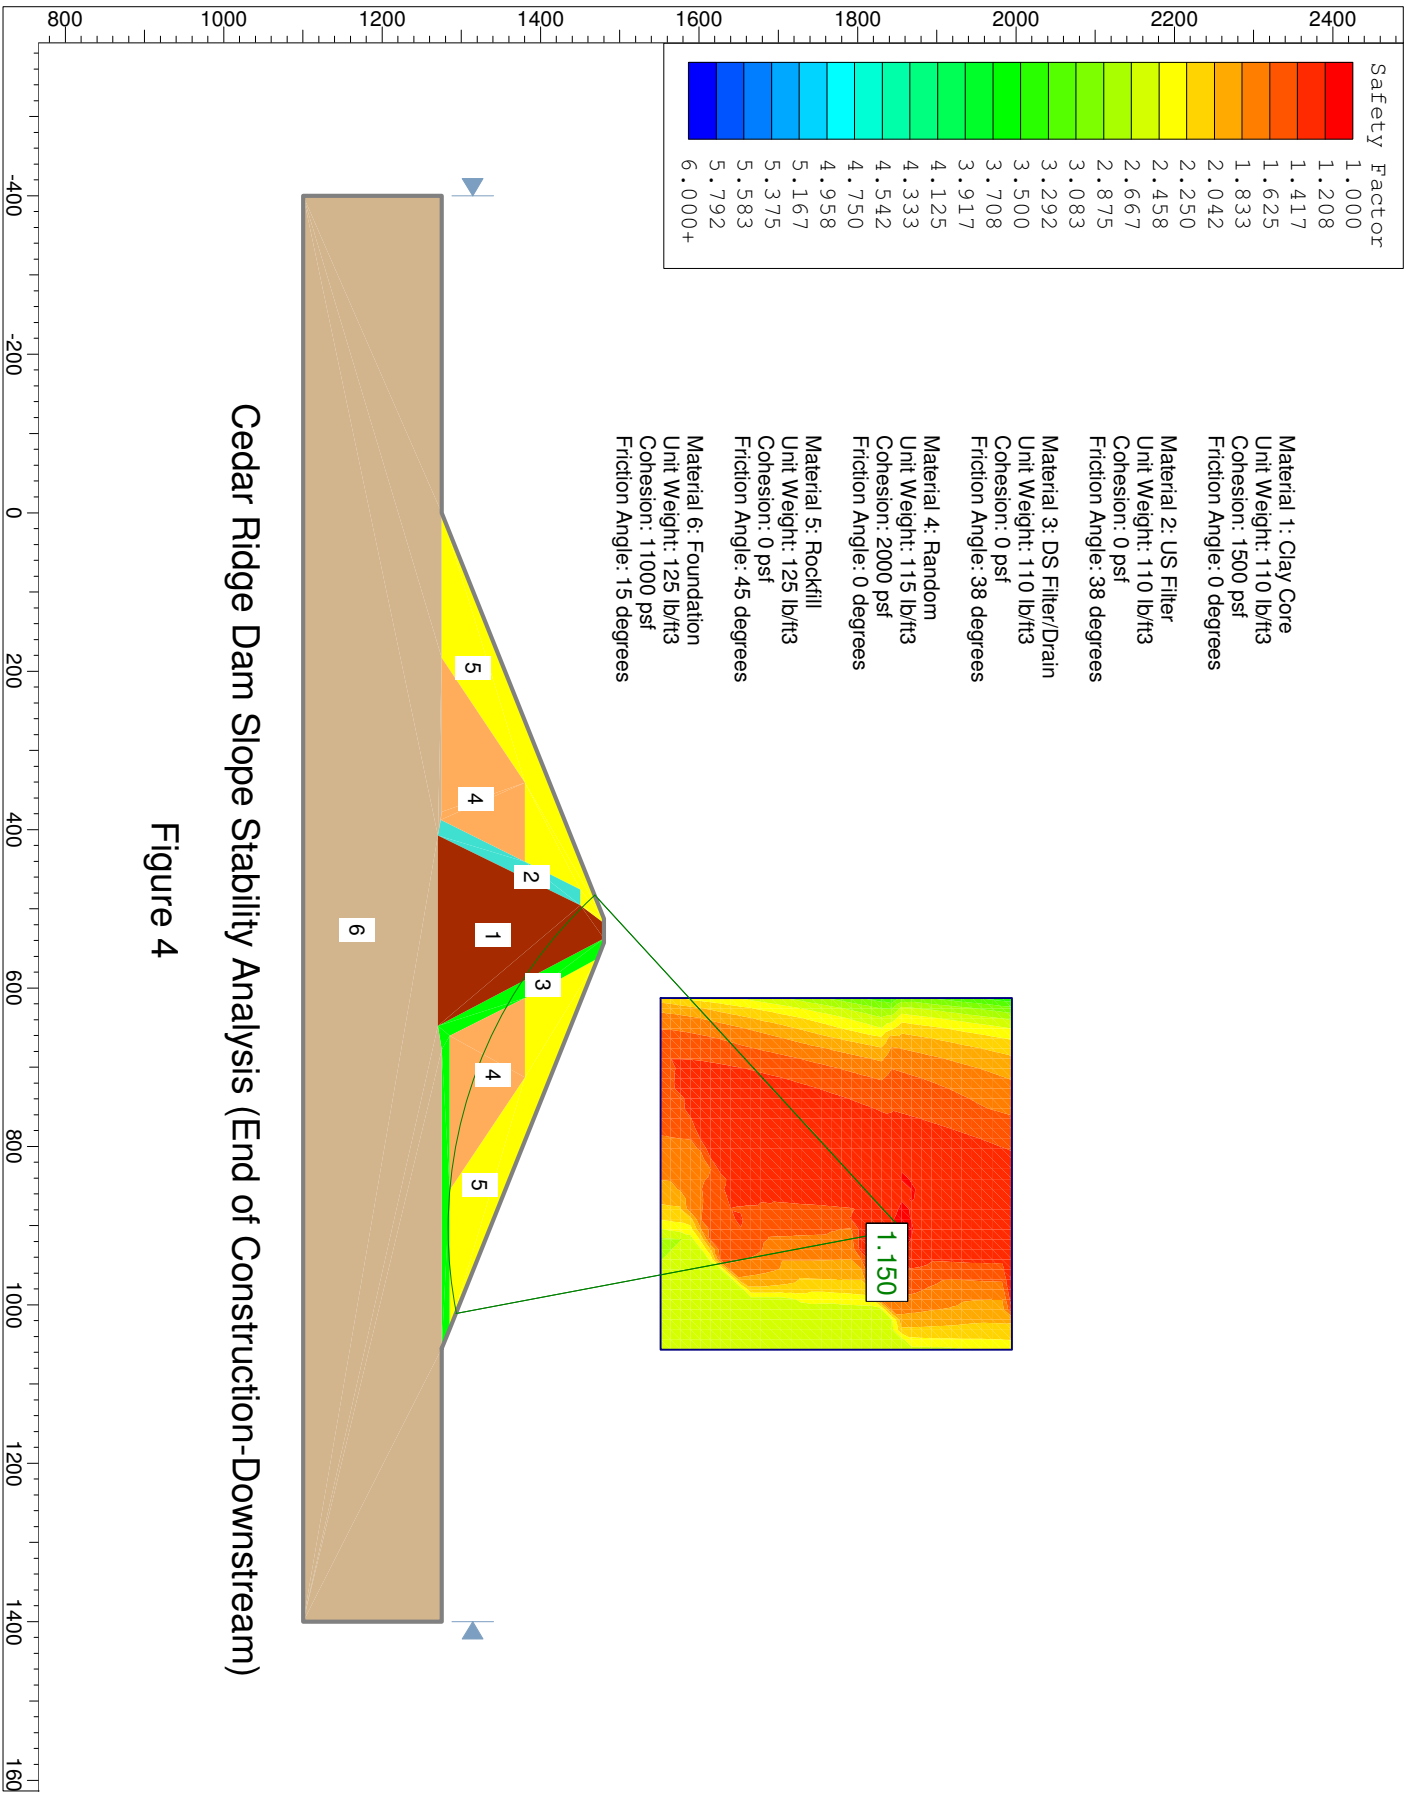 Safety Factor
1.000
1.208
1.417
1.625
1.833
2.042
2.250
2.458
2.667
2.875
3.083
3.292
3.500
3.708
3.917
4.125
4.333
4.542
4.750
4.958
5.167
5.375
5.583
5.792
6.000+
Material 1: Clay Core
Unit Weight: 110 lb/ft3
Cohesion: 1500 psf
Friction Angle: 0 degrees
Material 2: US Filter
Unit Weight: 110 lb/ft3
Cohesion: 0 psf
Friction Angle: 38 degrees
Material 3: DS Filter/Drain
Unit Weight: 110 lb/ft3
Cohesion: 0 psf
Friction Angle: 38 degrees
Material 4: Random
Unit Weight: 115 lb/ft3
Cohesion: 2000 psf
Friction Angle: 0 degrees
Material 5: Rockfill
Unit Weight: 125 lb/ft3
Cohesion: 0 psf
Friction Angle: 45 degrees
Material 6: Foundation
Unit Weight: 125 lb/ft3
Cohesion: 11000 psf
Friction Angle: 15 degrees
1.150
5
4
2
1
3
4
5
6
Cedar Ridge Dam Slope Stability Analysis (End of Construction-Downstream)
Figure 4
2400
2200
2000
1800
1600
1400
1200
1000
800
-400
-200
0
200
400
600
800
1000
1200
1400
160